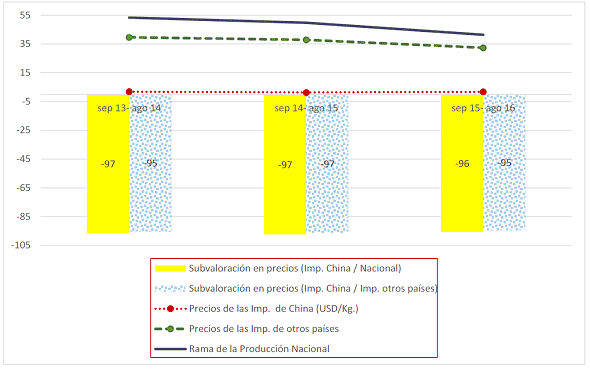 55
35
15
-5
-25
-45
-65
-85
-105
sep 13- ago 14
sep 14- ago 15
sep 15- ago 16
-97
-95
-97
-97
-96
-95
Subvaloración en precios (Imp. China / Nacional)
Subvaloración en precios (Imp. China / Imp. otros países)
Precios de las Imp. de China (USD/Kg.)
Precios de las Imp. de otros países
Rama de la Producción Nacional